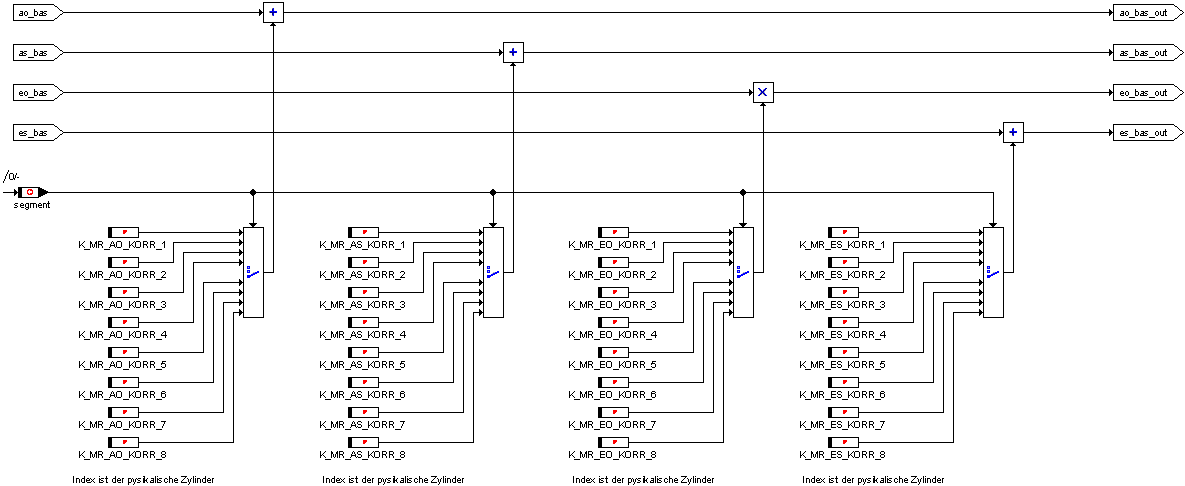 ao_bas
+
ao_bas_out
as_bas
+
as_bas_out
eo_bas
×
eo_bas_out
es_bas
+
es_bas_out
/0/-
segment
K_MR_AO_KORR_1
K_MR_AO_KORR_2
K_MR_AO_KORR_3
K_MR_AO_KORR_4
K_MR_AO_KORR_5
K_MR_AO_KORR_6
K_MR_AO_KORR_7
K_MR_AO_KORR_8
Index ist der pysikalische Zylinder
K_MR_AS_KORR_1
K_MR_AS_KORR_2
K_MR_AS_KORR_3
K_MR_AS_KORR_4
K_MR_AS_KORR_5
K_MR_AS_KORR_6
K_MR_AS_KORR_7
K_MR_AS_KORR_8
Index ist der pysikalische Zylinder
K_MR_EO_KORR_1
K_MR_EO_KORR_2
K_MR_EO_KORR_3
K_MR_EO_KORR_4
K_MR_EO_KORR_5
K_MR_EO_KORR_6
K_MR_EO_KORR_7
K_MR_EO_KORR_8
Index ist der pysikalische Zylinder
K_MR_ES_KORR_1
K_MR_ES_KORR_2
K_MR_ES_KORR_3
K_MR_ES_KORR_4
K_MR_ES_KORR_5
K_MR_ES_KORR_6
K_MR_ES_KORR_7
K_MR_ES_KORR_8
Index ist der pysikalische Zylinder